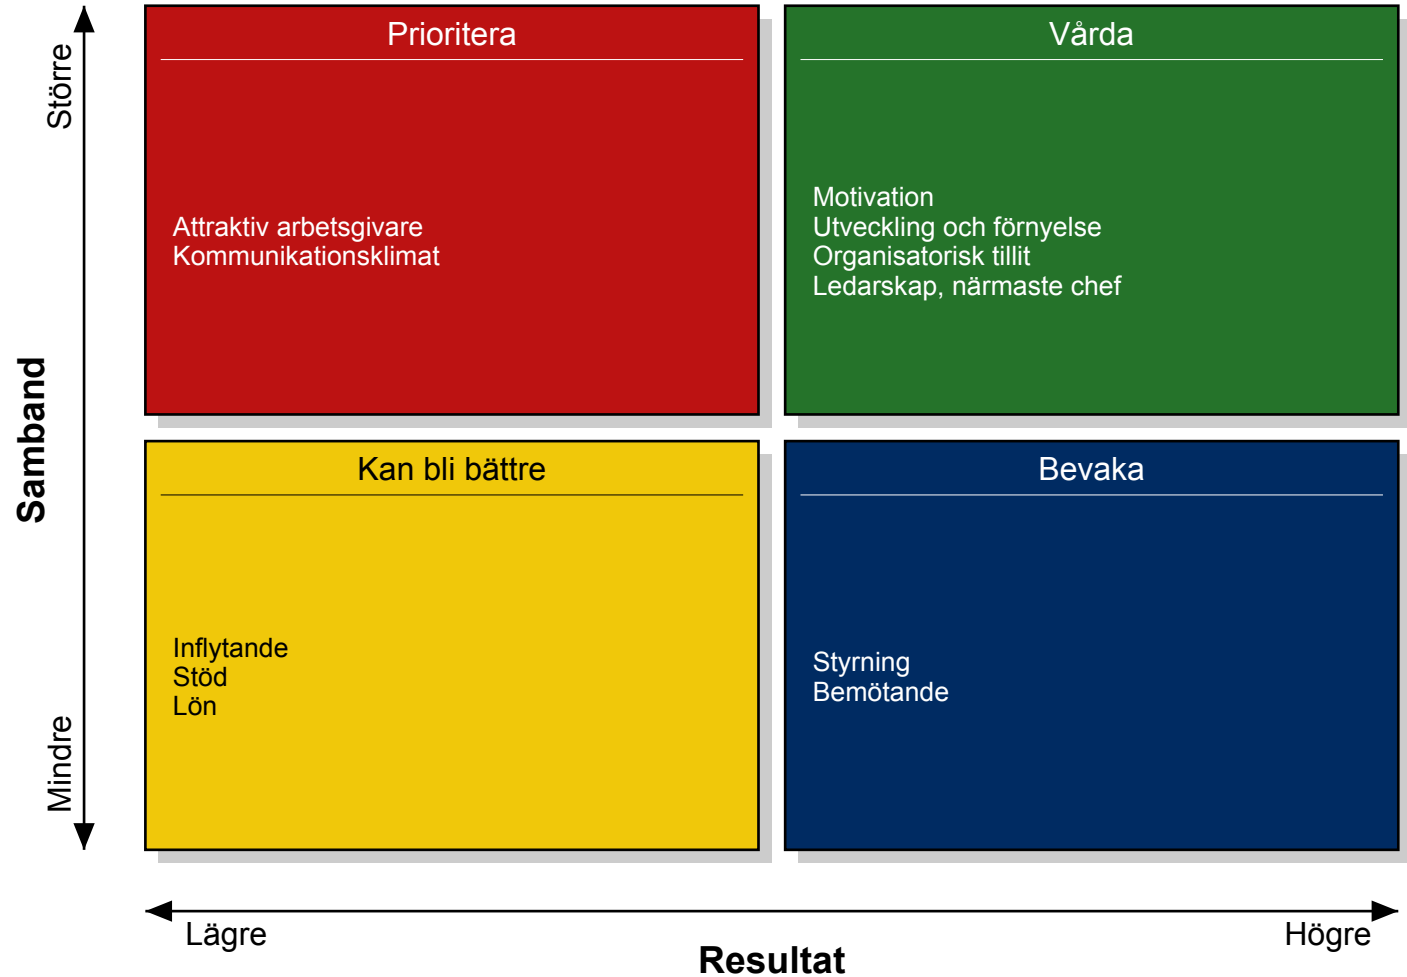 Större
Samband
Mindre
Prioritera
Attraktiv arbetsgivare
Kommunikationsklimat
Vårda
Motivation
Utveckling och förnyelse
Organisatorisk tillit
Ledarskap, närmaste chef
Kan bli bättre
Inflytande
Stöd
Lön
Bevaka
Styrning
Bemötande
Lägre
Högre
Resultat